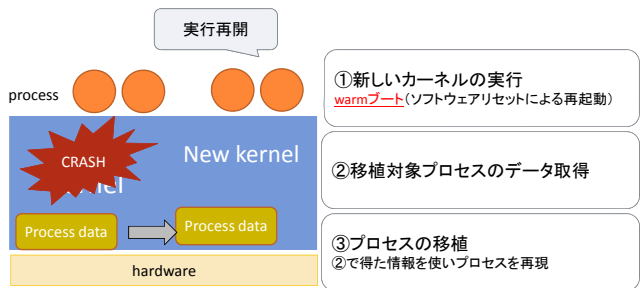 実行再開
process
CRASH
New kernel
Process data
Process data
hardware
①新しいカーネルの実行
warmブート(ソフトウェアリセットによる再起動)
②移植対象プロセスのデータ取得
③プロセスの移植
②で得た情報を使いプロセスを再現